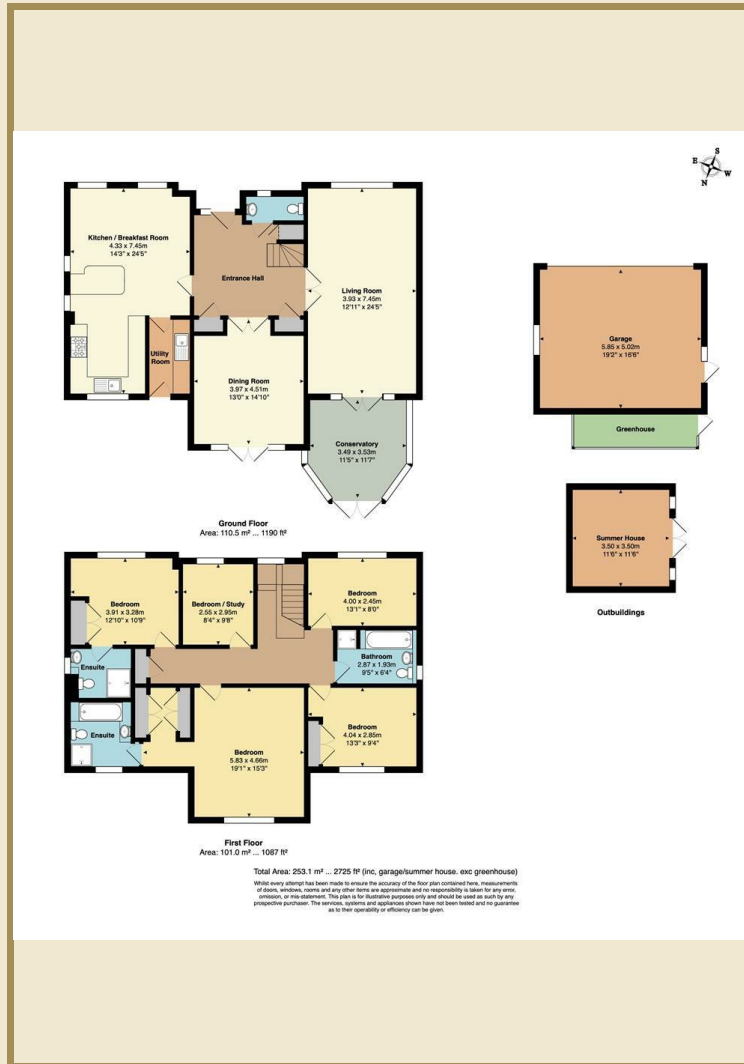 S
E
W
N
Kitchen / Breakfast Room
4.33 x 7.45m
14'3" x 24'5"
Entrance Hall
Living Room
3.93 x 7.45m
12'11" x 24'5"
Utility
Room
Dining Room
3.97 x 4.51m
13'0" x 14'10"
Conservatory
3.49 x 3.53m
11'5" x 11'7"
Garage
5.85 x 5.02m
19'2" x 16'6"
Greenhouse
Summer House
3.50 x 3.50m
11'6" x 11'6"
Outbuildings
Ground Floor
Area: 110.5 m² ... 1190 ft²
Bedroom
3.91 x 3.28m
12'10" x 10'9"
Bedroom / Study
2.55 x 2.95m
8'4" x 9'8"
Bedroom
4.00 x 2.45m
13'1" x 8'0"
Ensuite
Bathroom
2.87 x 1.93m
9'5" x 6'4"
Ensuite
Bedroom
5.83 x 4.66m
19'1" x 15'3"
Bedroom
4.04 x 2.85m
13'3" x 9'4"
First Floor
Area: 101.0 m² ... 1087 ft²
Total Area: 253.1 m² ... 2725 ft² (inc, garage/summer house. exc greenhouse)
Whilst every attempt has been made to ensure the accuracy of the floor plan contained here, measurements
of doors, windows, rooms and any other items are approximate and no responsibility is taken for any error,
omission, or mis-statement. This plan is for illustrative purposes only and should be used as such by any
prospective purchaser. The services, systems and appliances shown have not been tested and no guarantee
as to their operability or efficiency can be given.